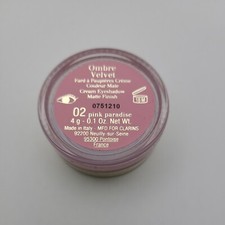 Ombre
Velvet
Fard à Paupières Crème
Couleur Mate
Cream Eyeshadow
Matte Finish
0751210
02 pink paradise
4 g - 0.1 Oz. Net Wt.
Made in Italy - MFD FOR CLARINS
92200 Neuilly-sur-Seine
95300 Pontoise
France